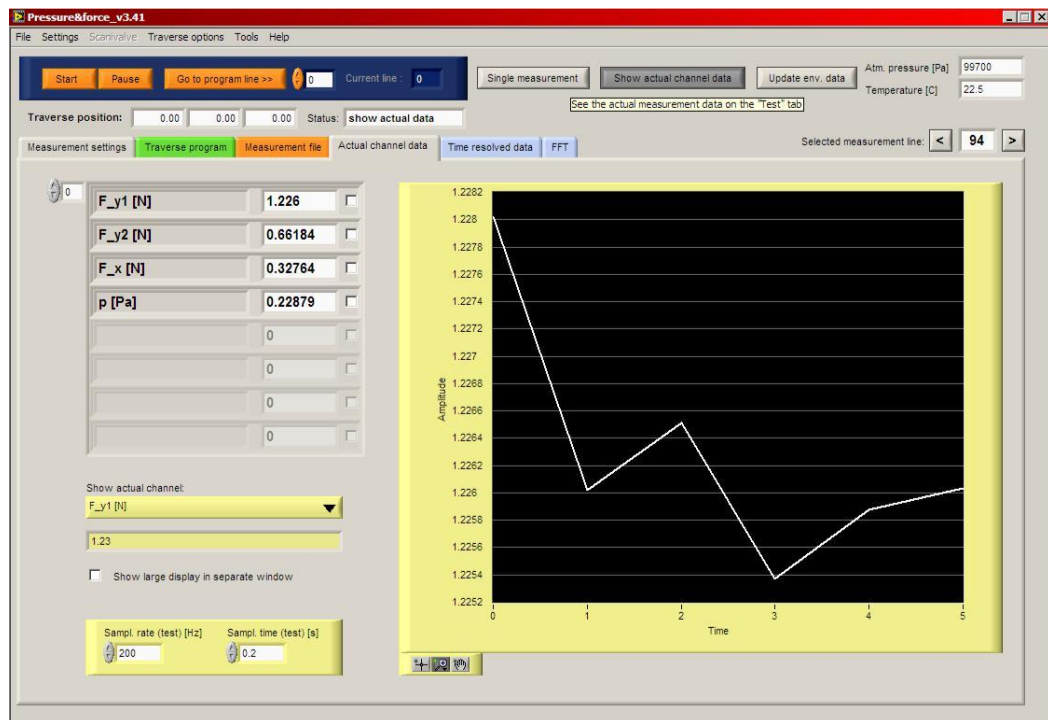 Pressure&force_v3.41
File Settings Scanivalve Traverse options Tools Help
Start Pause Go to program line >> 0 Current line : 0
Single measurement Show actual channel data Update env. data
Atm. pressure [Pa] 99700
Temperature [C] 22.5
See the actual measurement data on the "Test" tab
Traverse position: 0.00 0.00 0.00 Status: show actual data
Measurement settings Traverse program Measurement file Actual channel data Time resolved data FFT
Selected measurement line: < 94 >
0
F_y1 [N] 1.226
F_y2 [N] 0.66184
F_x [N] 0.32764
p [Pa] 0.22879
0
0
0
0
Show actual channel:
F_y1 [N]
1.23
Show large display in separate window
Sampl. rate (test) [Hz] Sampl. time (test) [s]
200 0.2
Amplitude
1.2282
1.228
1.2278
1.2276
1.2274
1.2272
1.227
1.2268
1.2266
1.2264
1.2262
1.226
1.2258
1.2256
1.2254
1.2252
0 1 2 3 4 5
Time